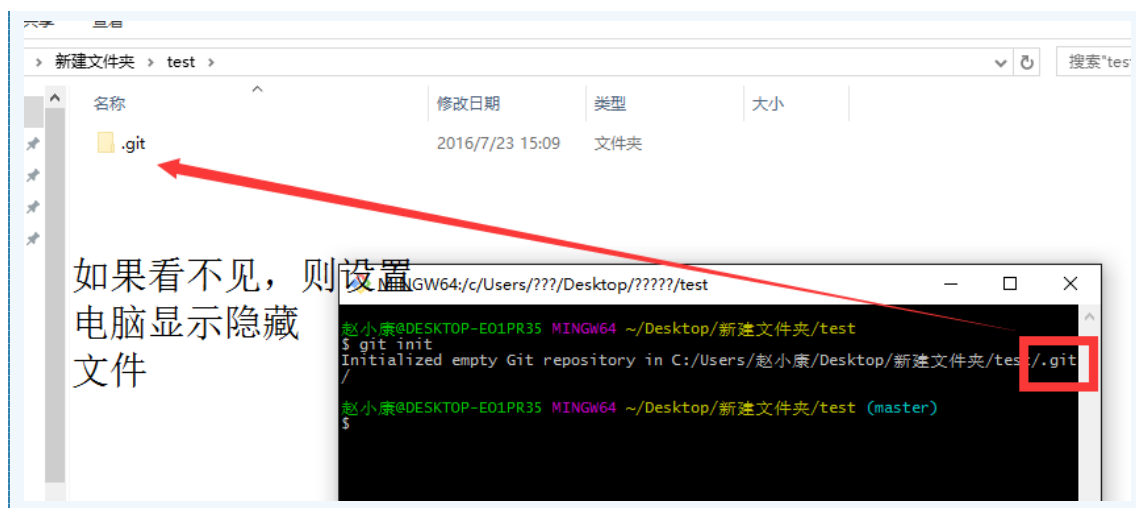 共享 查看
新建文件夹 › test ›
搜索"tes
名称 修改日期 类型 大小
.git 2016/7/23 15:09 文件夹
如果看不见，则设置
电脑显示隐藏
文件
MINGW64:/c/Users/???/Desktop/?????/test
赵小康@DESKTOP-EO1PR35 MINGW64 ~/Desktop/新建文件夹/test
$ git init
Initialized empty Git repository in C:/Users/赵小康/Desktop/新建文件夹/test/.git
/
赵小康@DESKTOP-EO1PR35 MINGW64 ~/Desktop/新建文件夹/test (master)
$